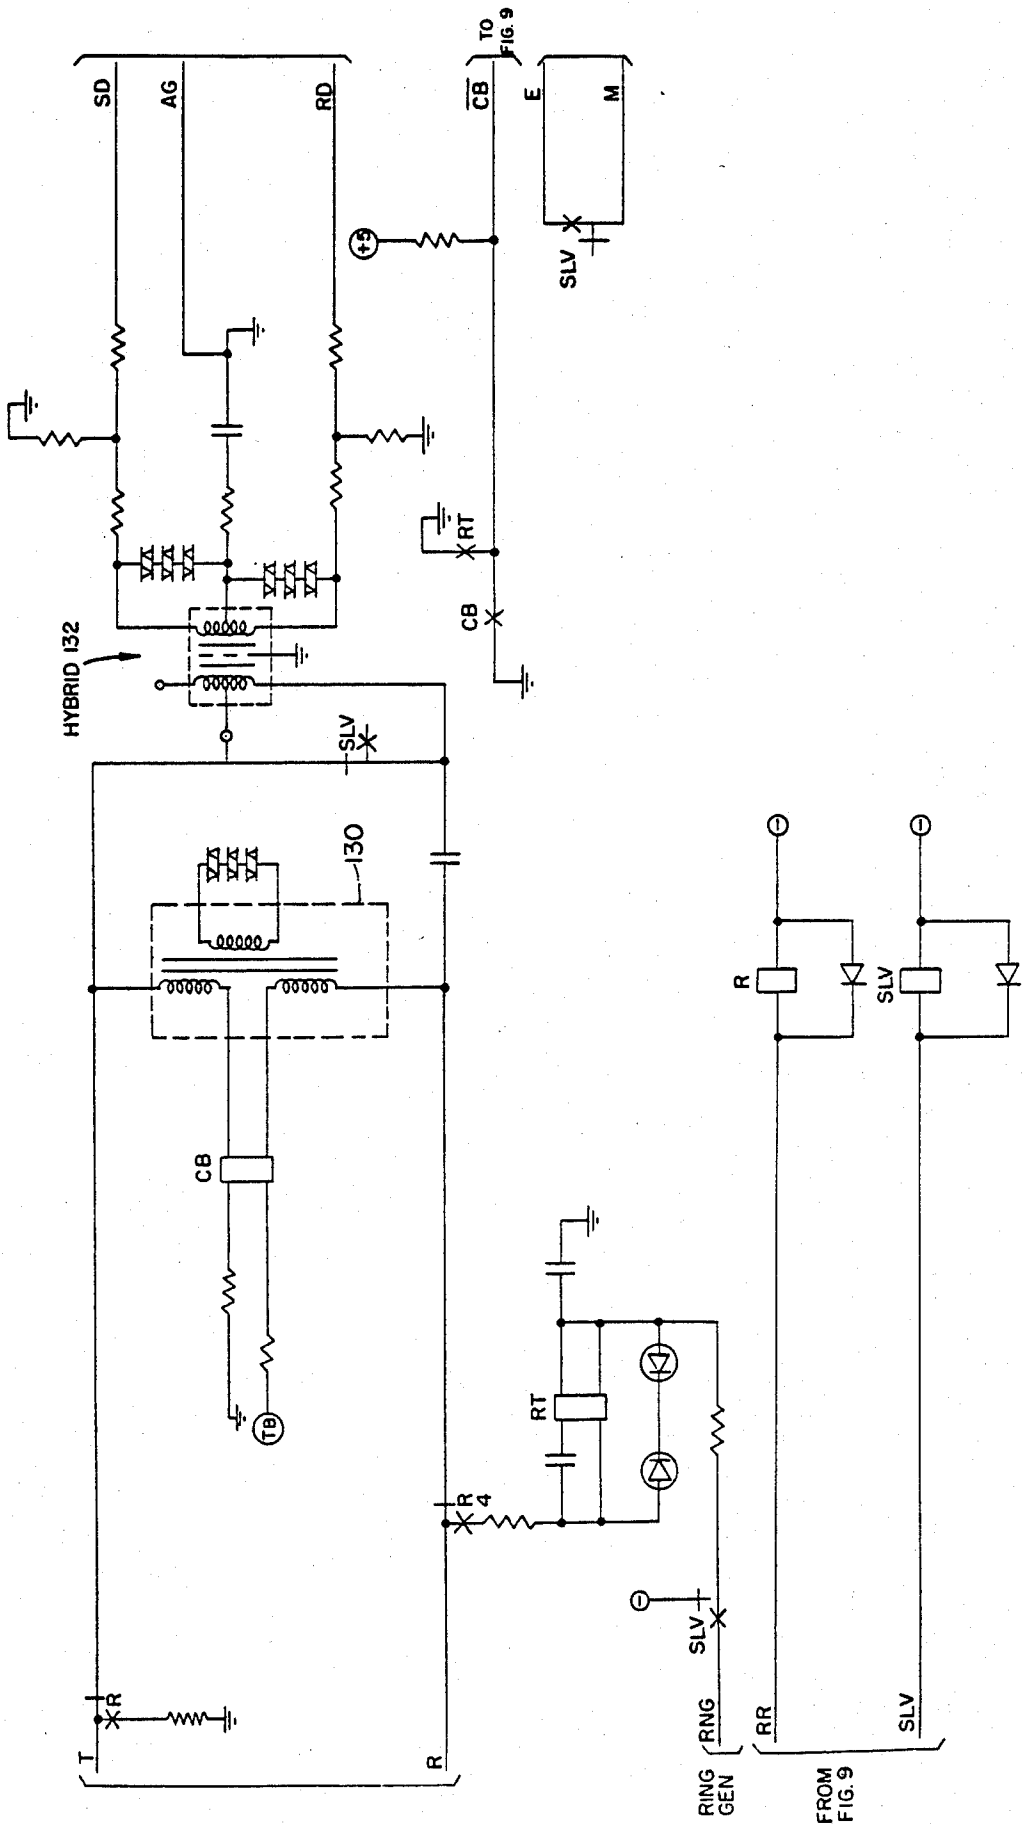 TO
FIG. 9
SD
AG
RD
CB
E
M
+5
SLV
RT
CB
HYBRID 132
SLV
130
CB
TB
R
SLV
RT
R
4
SLV
R
T
R
RNG
RR
SLV
RING
GEN
FROM
FIG. 9